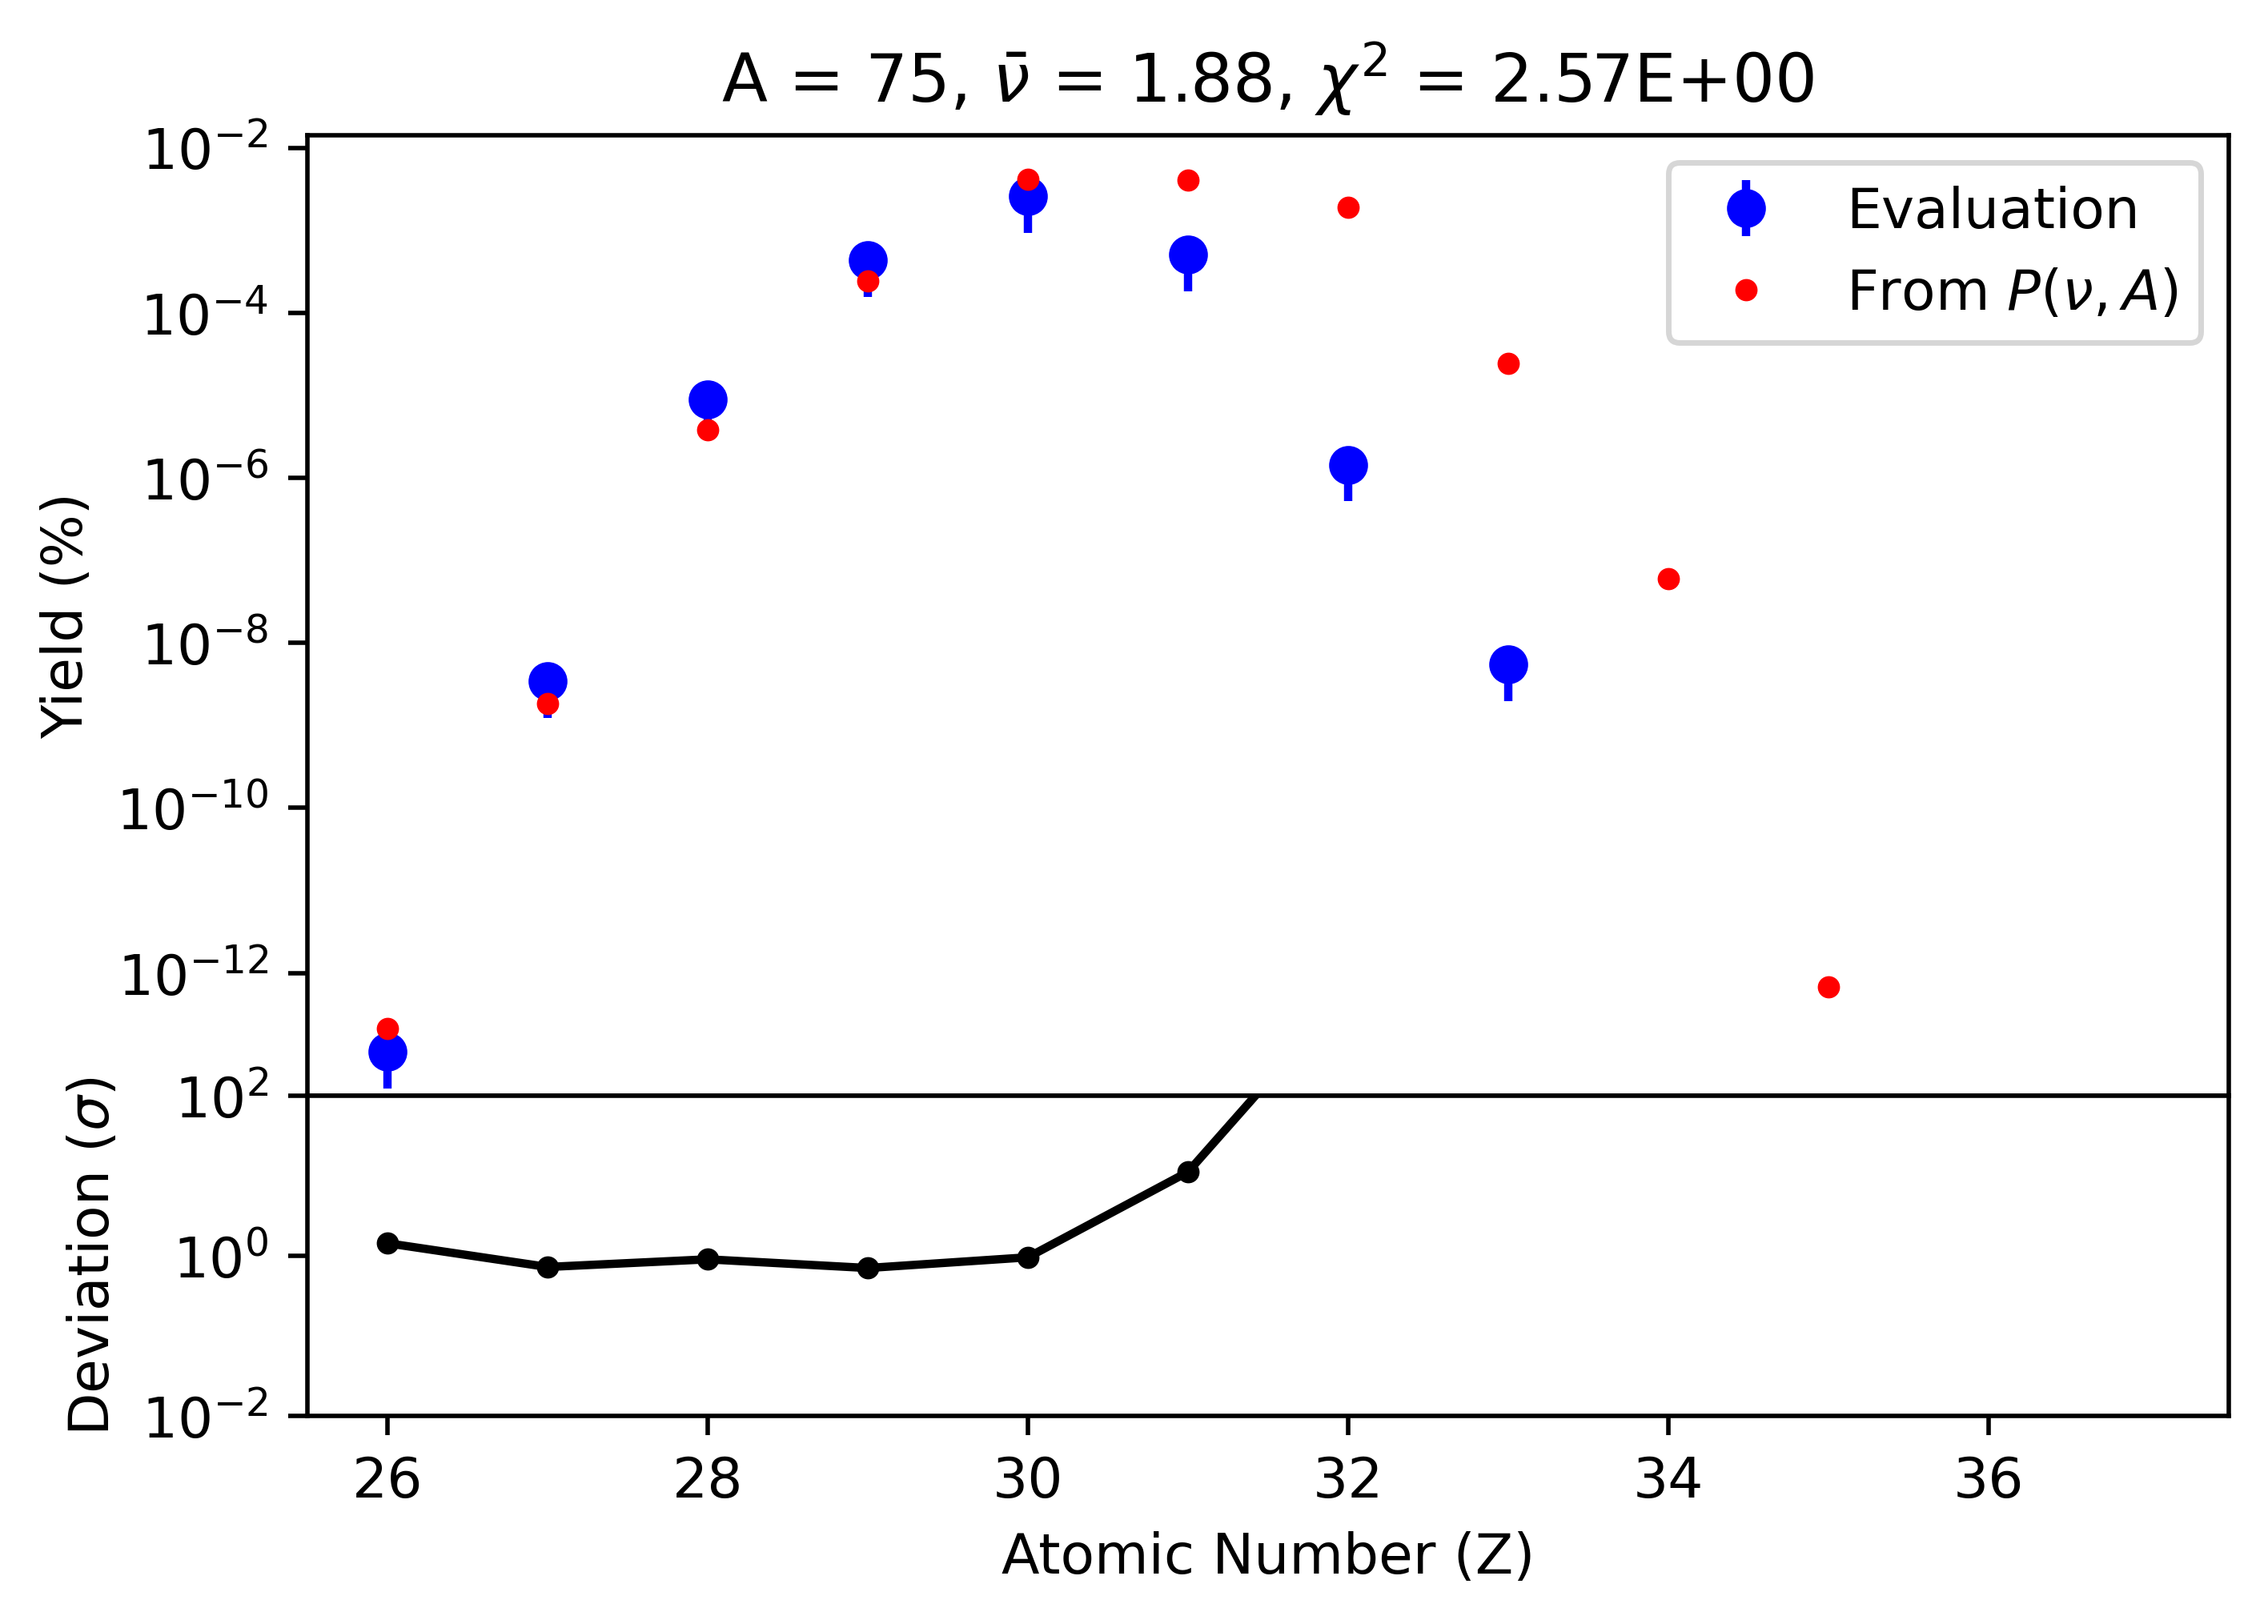 A = 75, ν̄ = 1.88, χ² = 2.57E+00
Evaluation
From P(ν, A)
Yield (%)
10⁻²
10⁻⁴
10⁻⁶
10⁻⁸
10⁻¹⁰
10⁻¹²
Deviation (σ)
10²
10⁰
10⁻²
26 28 30 32 34 36
Atomic Number (Z)